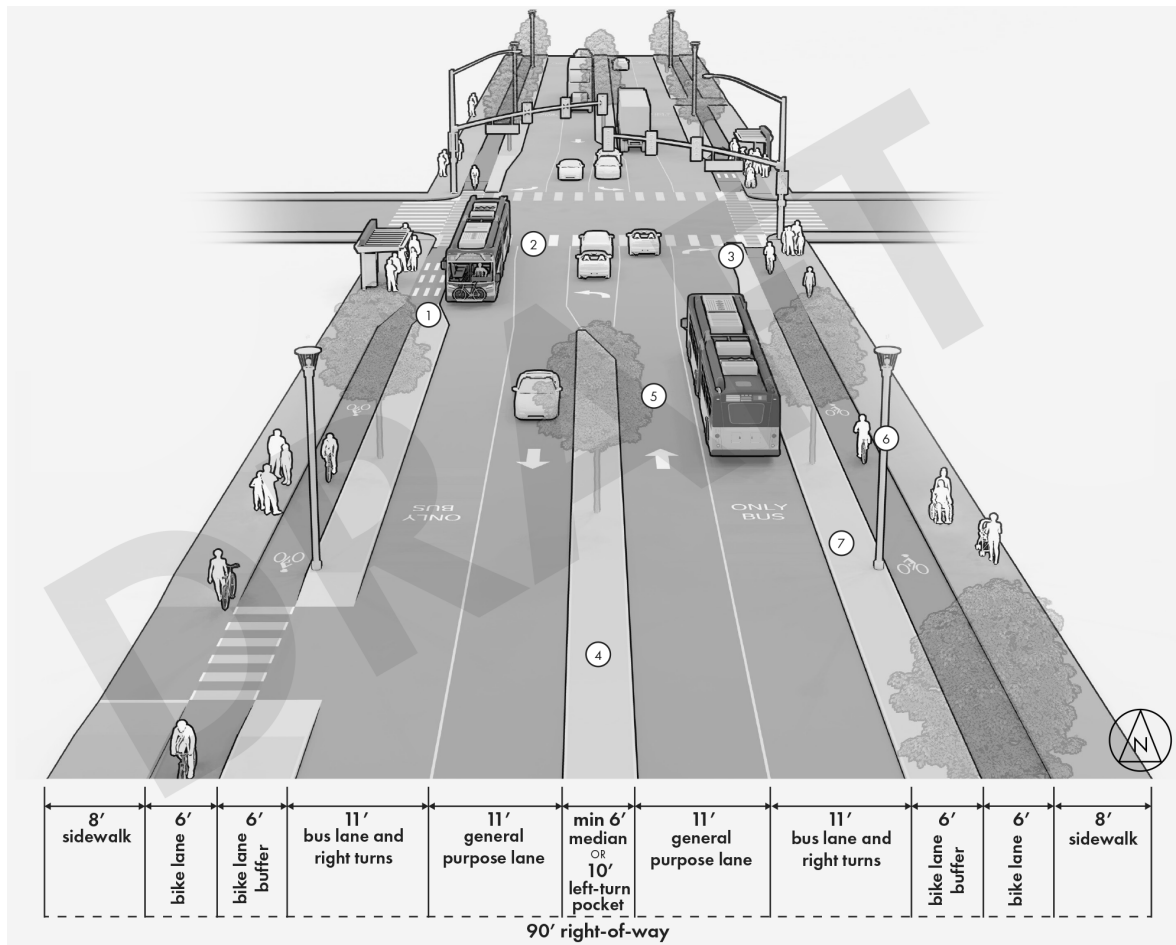 DRAFT
2
3
1
5
6
ONLY
BUS
ONLY
BUS
7
4
N
8’
sidewalk
6’
bike lane
6’
bike lane
buffer
11’
bus lane and
right turns
11’
general
purpose lane
min 6’
median
OR
10’
left-turn
pocket
11’
general
purpose lane
11’
bus lane and
right turns
6’
bike lane
buffer
6’
bike lane
8’
sidewalk
90’ right-of-way